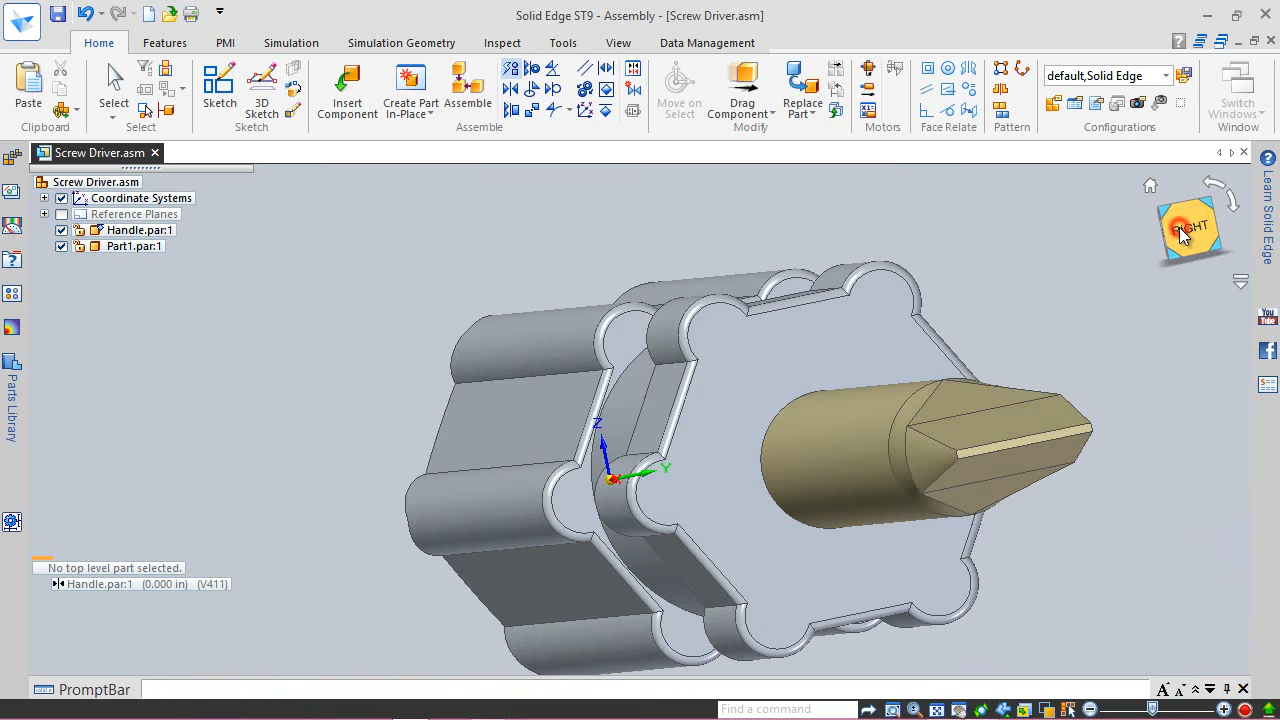 Solid Edge ST9 - Assembly - [Screw Driver.asm]
Home Features PMI Simulation Simulation Geometry Inspect Tools View Data Management
Paste
Clipboard
Select
Select
Sketch
3D Sketch
Sketch
Insert Component
Create Part In-Place
Assemble
Assemble
Move on Select
Drag Component
Replace Part
Modify
Motors
Face Relate
Pattern
default,Solid Edge
Configurations
Switch Windows
Window
Screw Driver.asm
Screw Driver.asm
Coordinate Systems
Reference Planes
Handle.par:1
Part1.par:1
Parts Library
Learn Solid Edge
You Tube
RIGHT
Z
Y
No top level part selected.
Handle.par:1 (0.000 in) (V411)
PromptBar
Find a command